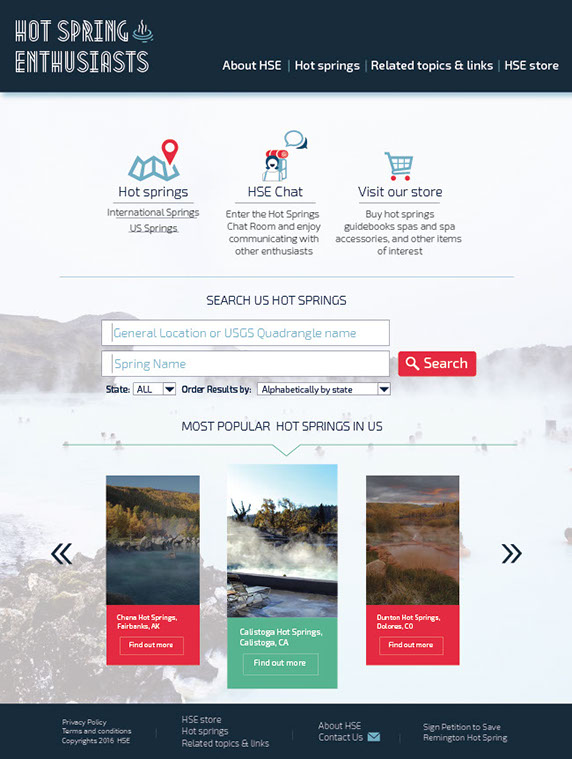 HOT SPRING
ENTHUSIASTS
About HSE | Hot springs | Related topics & links | HSE store
Hot springs
International Springs
US Springs
HSE Chat
Enter the Hot Springs
Chat Room and enjoy
communicating with
other enthusiasts
Visit our store
Buy hot springs
guidebooks spas and spa
accessories, and other items
of interest
SEARCH US HOT SPRINGS
General Location or USGS Quadrangle name
Spring Name
Search
State: ALL Order Results by: Alphabetically by state
MOST POPULAR HOT SPRINGS IN US
Chena Hot Springs,
Fairbanks, AK
Find out more
Calistoga Hot Springs,
Calistoga, CA
Find out more
Dunton Hot Springs,
Dolores, CO
Find out more
Privacy Policy
Terms and conditions
Copyrights 2016 HSE
HSE store
Hot springs
Related topics & links
About HSE
Contact Us
Sign Petition to Save
Remington Hot Spring